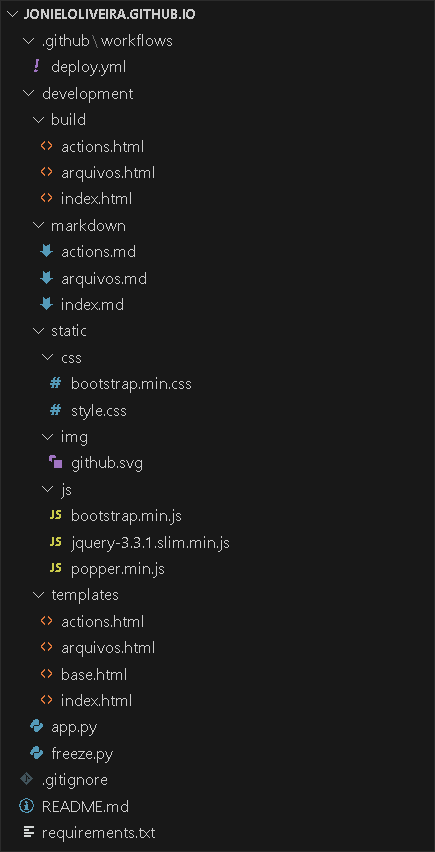 JONIELOLIVEIRA.GITHUB.IO
.github\workflows
! deploy.yml
development
build
<> actions.html
<> arquivos.html
<> index.html
markdown
actions.md
arquivos.md
index.md
static
css
# bootstrap.min.css
# style.css
img
github.svg
js
JS bootstrap.min.js
JS jquery-3.3.1.slim.min.js
JS popper.min.js
templates
<> actions.html
<> arquivos.html
<> base.html
<> index.html
app.py
freeze.py
.gitignore
README.md
requirements.txt